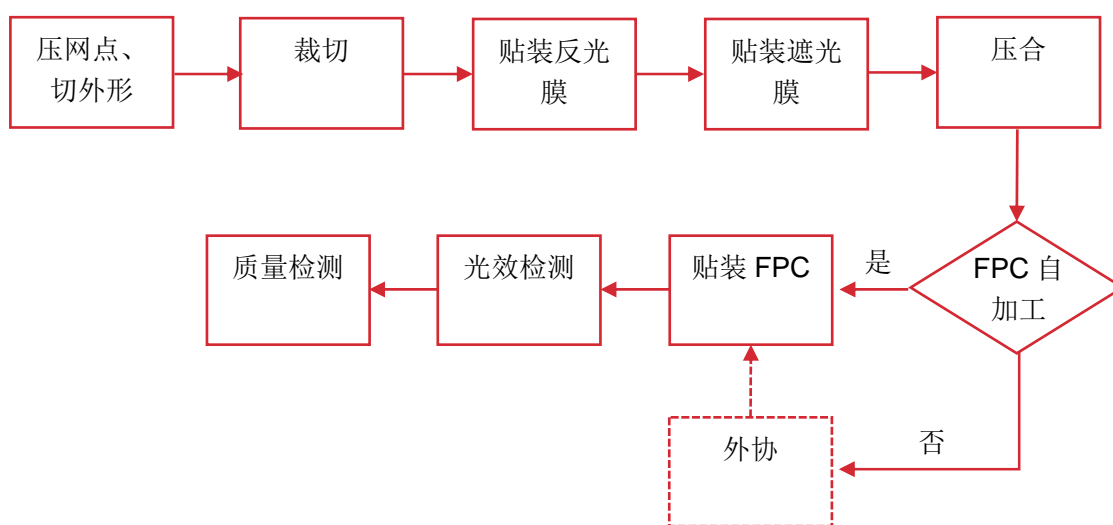 压网点、
切外形
裁切
贴装反光
膜
贴装遮光
膜
压合
质量检测
光效检测
贴装 FPC
是
FPC 自
加工
外协
否